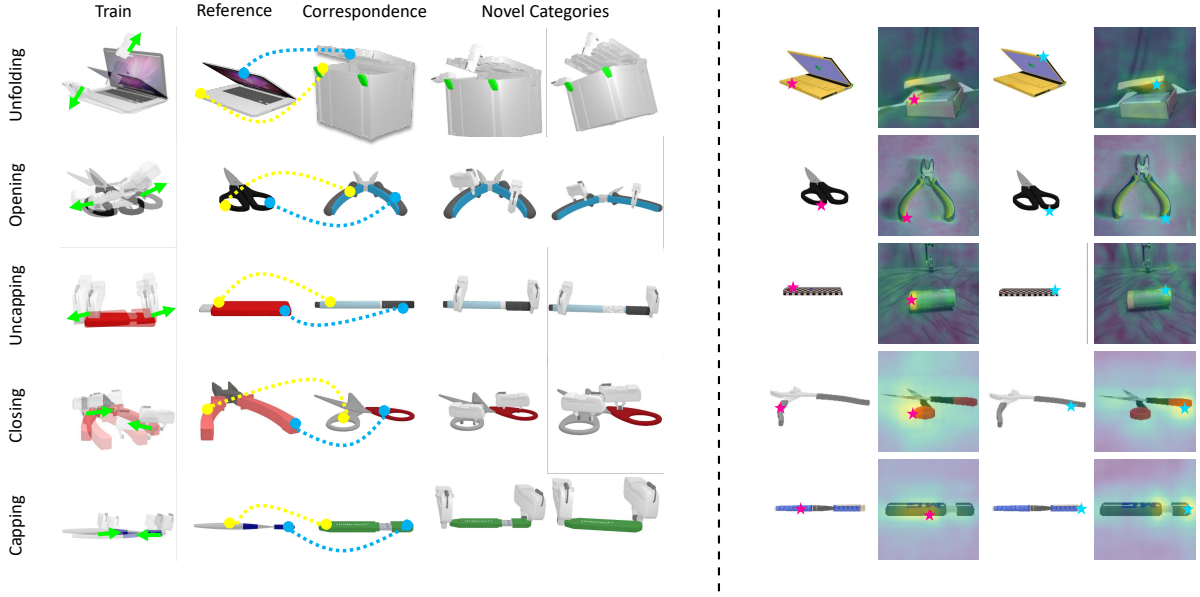 Train Reference Correspondence Novel Categories
Unfolding
Opening
Uncapping
Closing
Capping